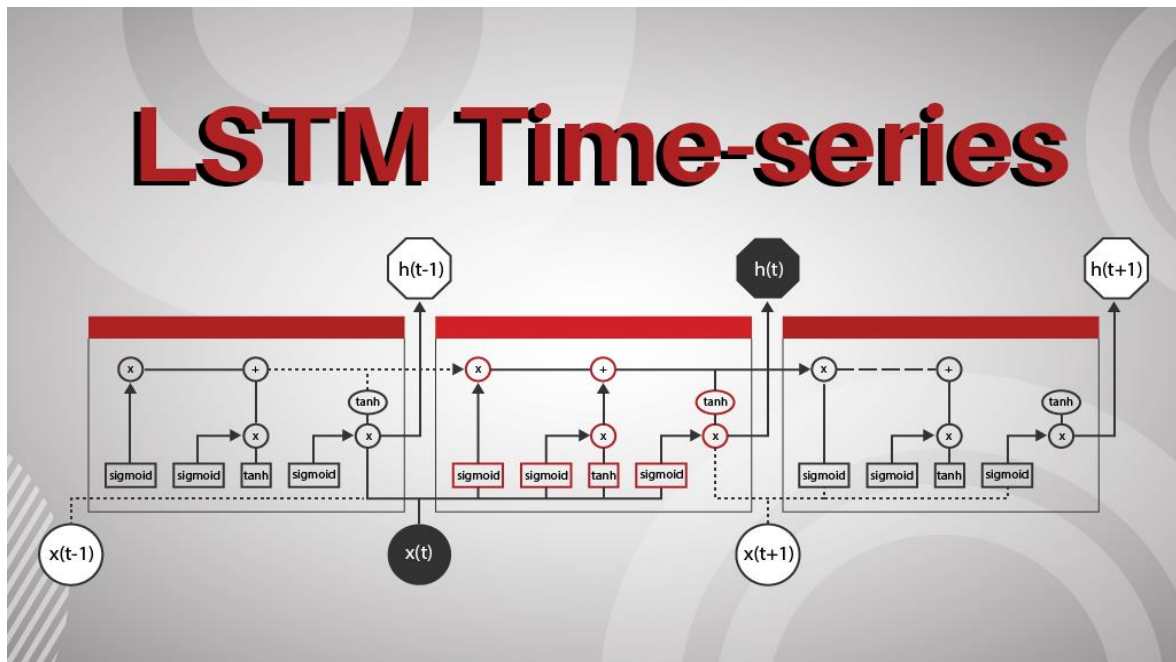 LSTM Time-series
h(t-1) h(t) h(t+1)
x + x + x +
tanh tanh tanh
x x x x x x
sigmoid sigmoid tanh sigmoid sigmoid sigmoid tanh sigmoid sigmoid sigmoid tanh sigmoid
x(t-1) x(t) x(t+1)